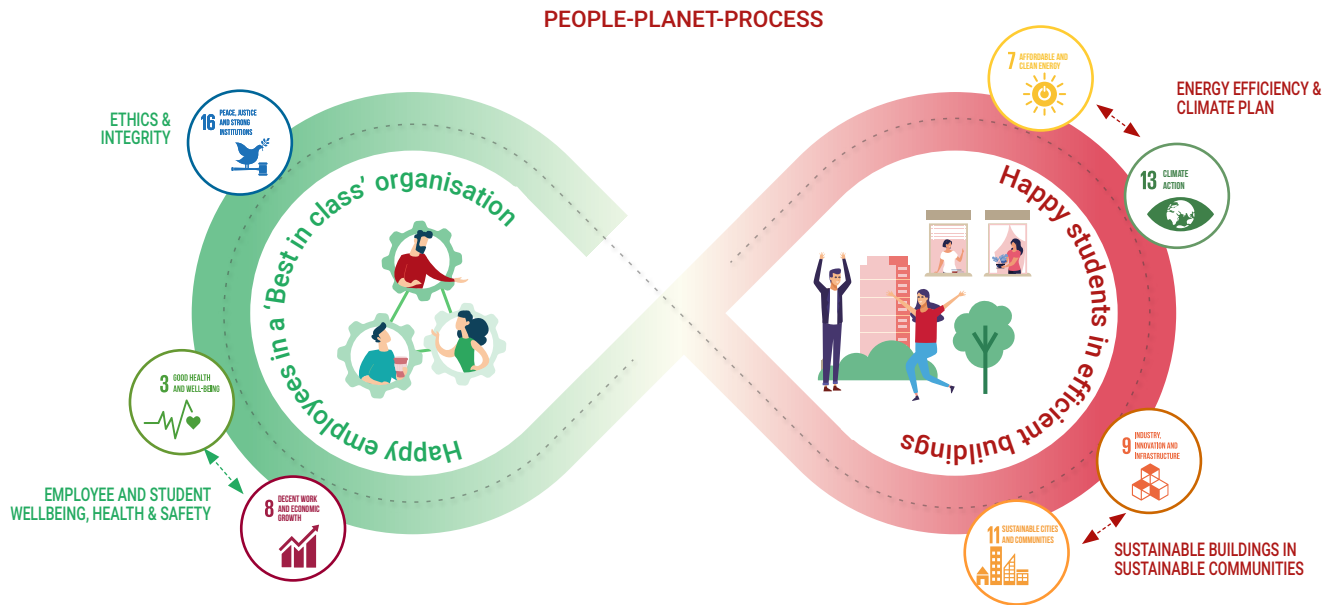 PEOPLE-PLANET-PROCESS
ETHICS &
INTEGRITY
16 PEACE, JUSTICE
AND STRONG
INSTITUTIONS
Happy employees in a 'Best in class' organisation
3 GOOD HEALTH
AND WELL-BEING
EMPLOYEE AND STUDENT
WELLBEING, HEALTH & SAFETY
8 DECENT WORK
AND ECONOMIC
GROWTH
7 AFFORDABLE AND
CLEAN ENERGY
ENERGY EFFICIENCY &
CLIMATE PLAN
13 CLIMATE
ACTION
Happy students in efficient buildings
9 INDUSTRY,
INNOVATION AND
INFRASTRUCTURE
11 SUSTAINABLE CITIES
AND COMMUNITIES
SUSTAINABLE BUILDINGS IN
SUSTAINABLE COMMUNITIES